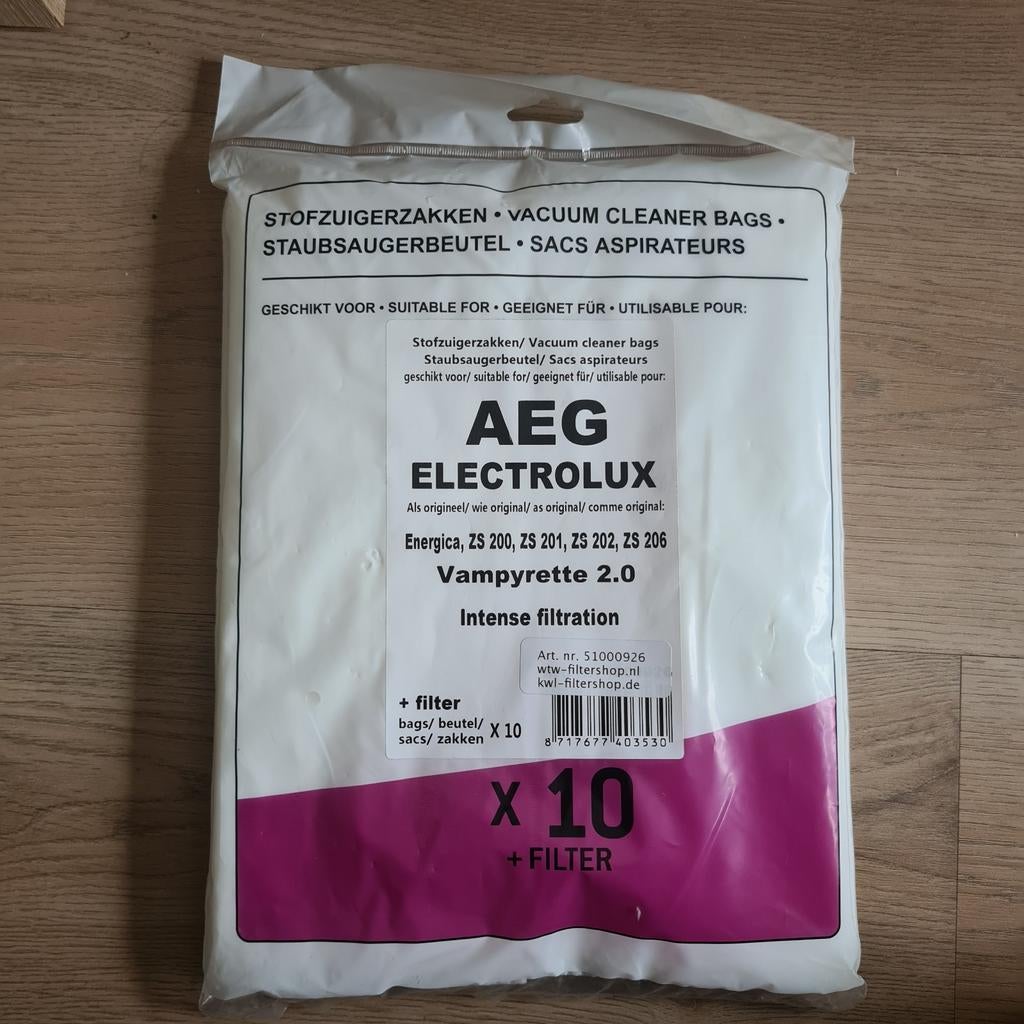 STOFZUIGERZAKKEN • VACUUM CLEANER BAGS •
STAUBSAUGERBEUTEL • SACS ASPIRATEURS
GESCHIKT VOOR • SUITABLE FOR • GEEIGNET FÜR • UTILISABLE POUR:
Stofzuigerzakken/ Vacuum cleaner bags
Staubsaugerbeutel/ Sacs aspirateurs
geschikt voor/ suitable for/ geeignet für/ utilisable pour:
AEG
ELECTROLUX
Als origineel/ wie original/ as original/ comme original:
Energica, ZS 200, ZS 201, ZS 202, ZS 206
Vampyrette 2.0
Intense filtration
Art. nr. 51000926
wtw-filtershop.nl
kwl-filtershop.de
+ filter
bags/ beutel/
sacs/ zakken X 10
8 717677 403530
X 10
+ FILTER